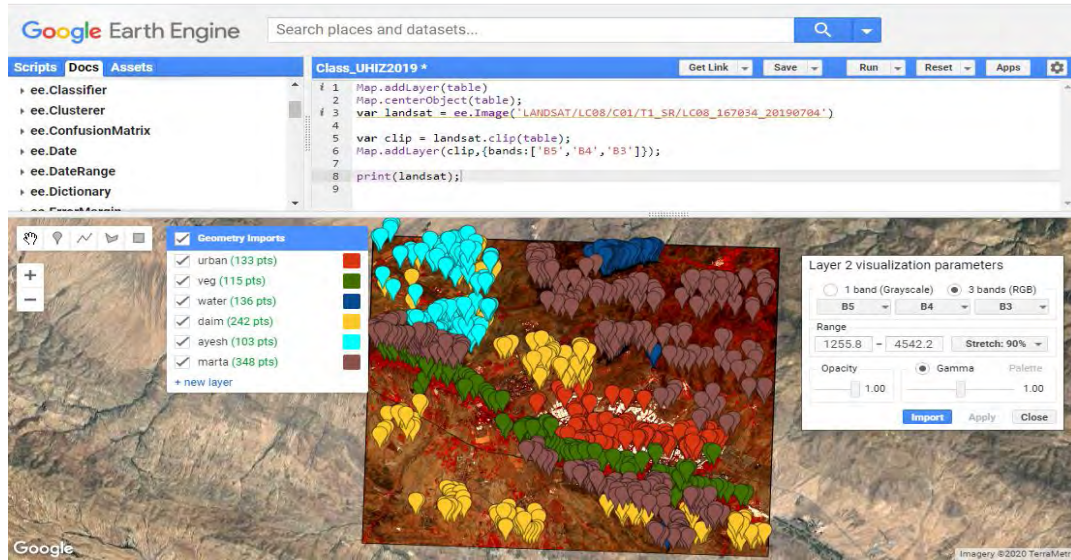 Google Earth Engine
Search places and datasets...
Scripts Docs Assets
ee.Classifier
ee.Clusterer
ee.ConfusionMatrix
ee.Date
ee.DateRange
ee.Dictionary
Class_UHIZ2019 *
Get Link Save Run Reset Apps
i 1 Map.addLayer(table)
2 Map.centerObject(table);
i 3 var landsat = ee.Image('LANDSAT/LC08/C01/T1_SR/LC08_167034_20190704')
4
5 var clip = landsat.clip(table);
6 Map.addLayer(clip,{bands:['B5','B4','B3']});
7
8 print(landsat);
9
+
−
Geometry Imports
urban (133 pts)
veg (115 pts)
water (136 pts)
daim (242 pts)
ayesh (103 pts)
marta (348 pts)
+ new layer
Layer 2 visualization parameters
1 band (Grayscale) 3 bands (RGB)
B5 B4 B3
Range
1255.8 – 4542.2 Stretch: 90%
Opacity Gamma Palette
1.00 1.00
Import Apply Close
Google
Imagery ©2020 TerraMetr